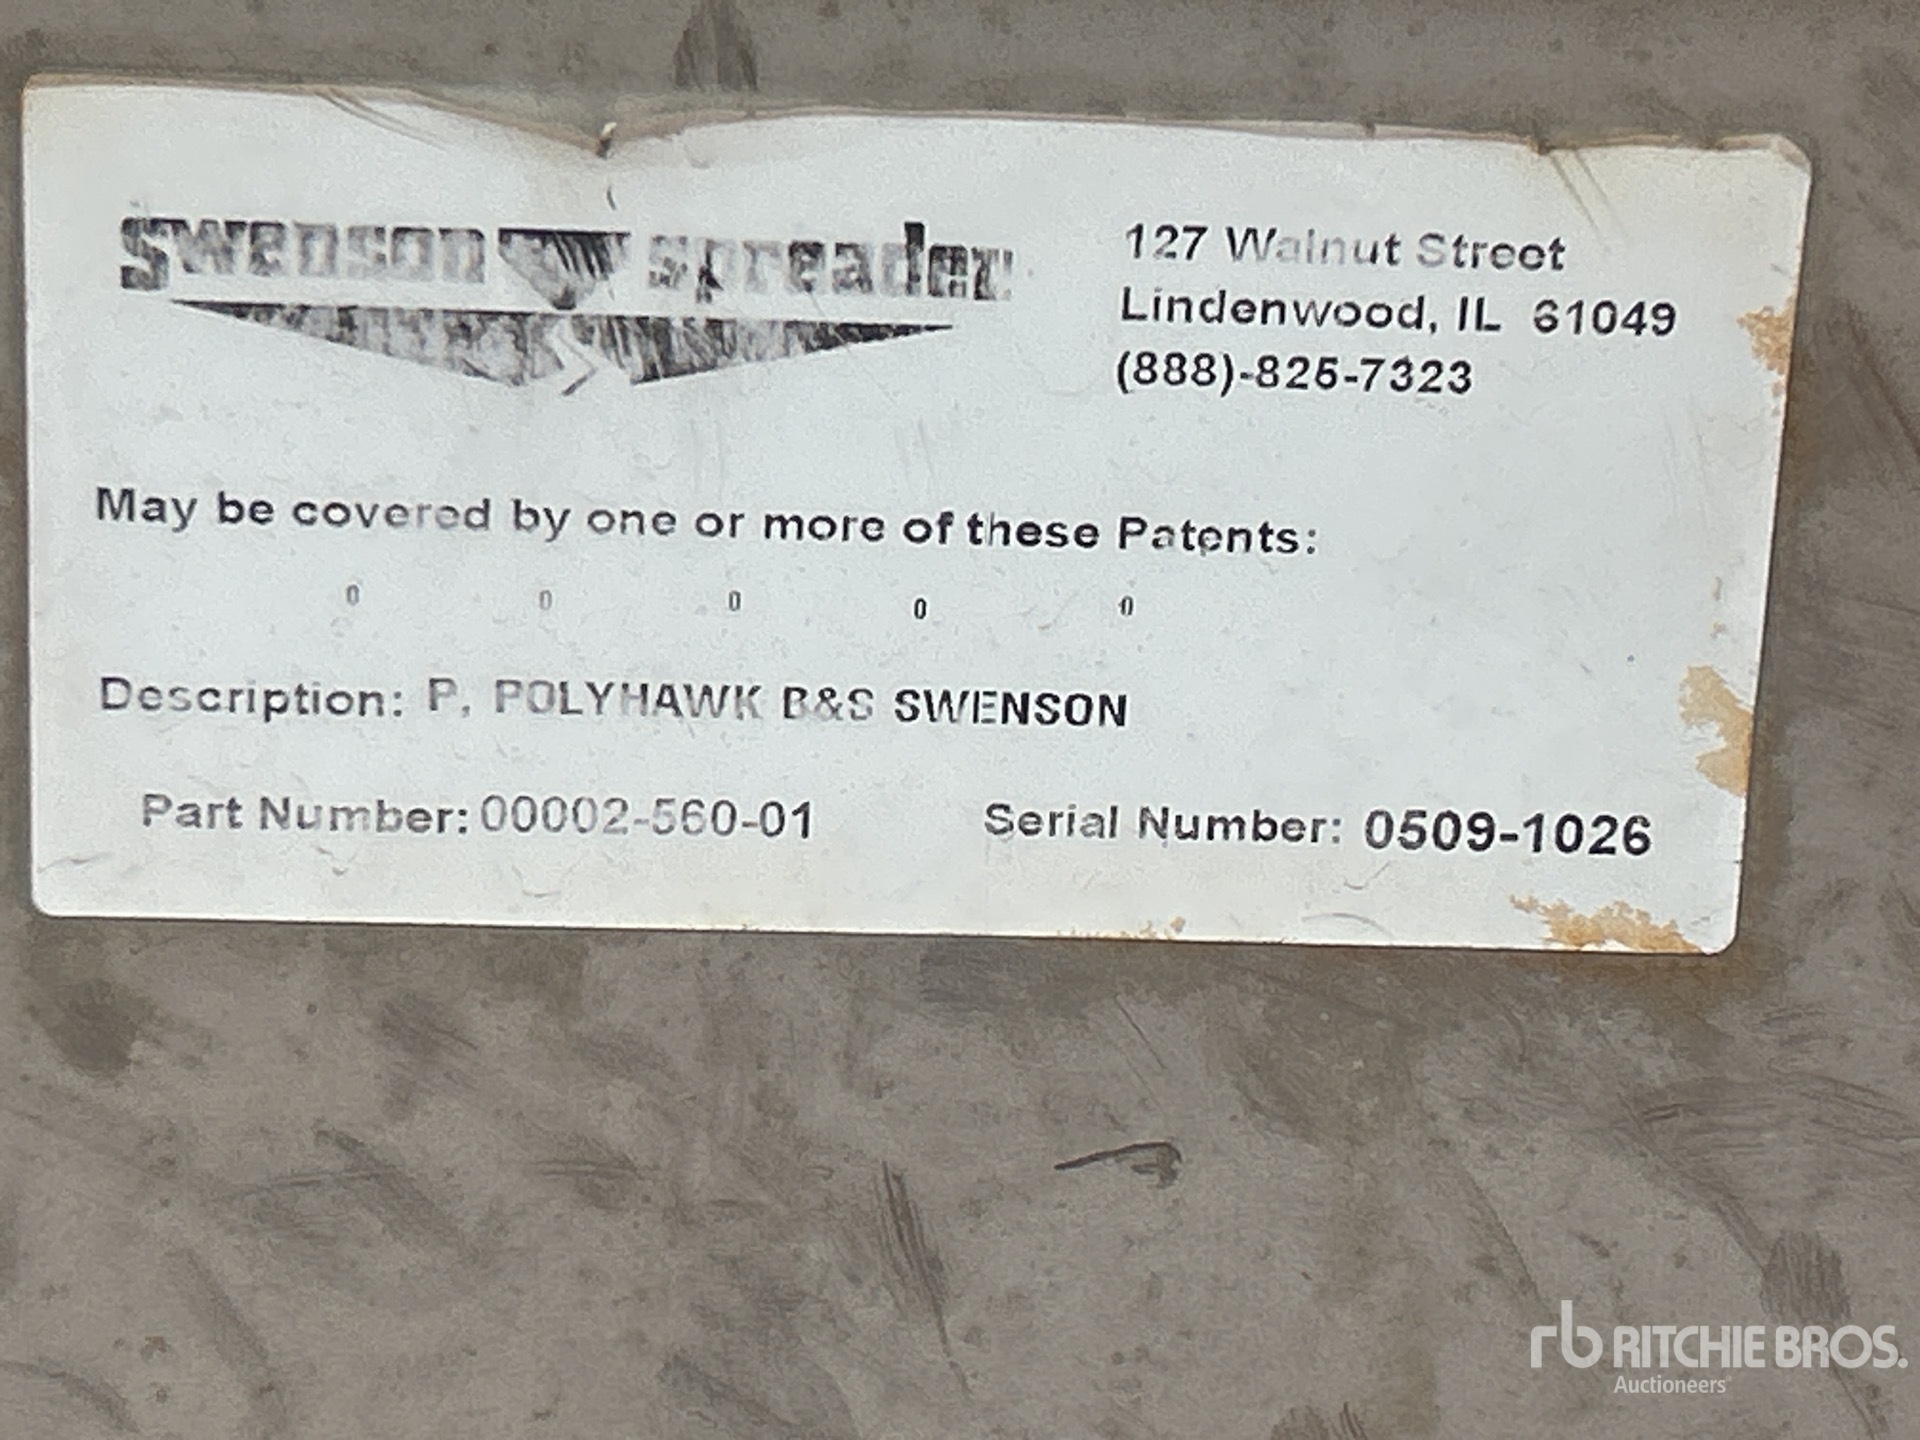 swenson spreader
127 Walnut Street
Lindenwood, IL 61049
(888)-825-7323
May be covered by one or more of these Patents:
0 0 0 0 0
Description: P, POLYHAWK B&S SWENSON
Part Number: 00002-560-01 Serial Number: 0509-1026
rb RITCHIE BROS.
Auctioneers